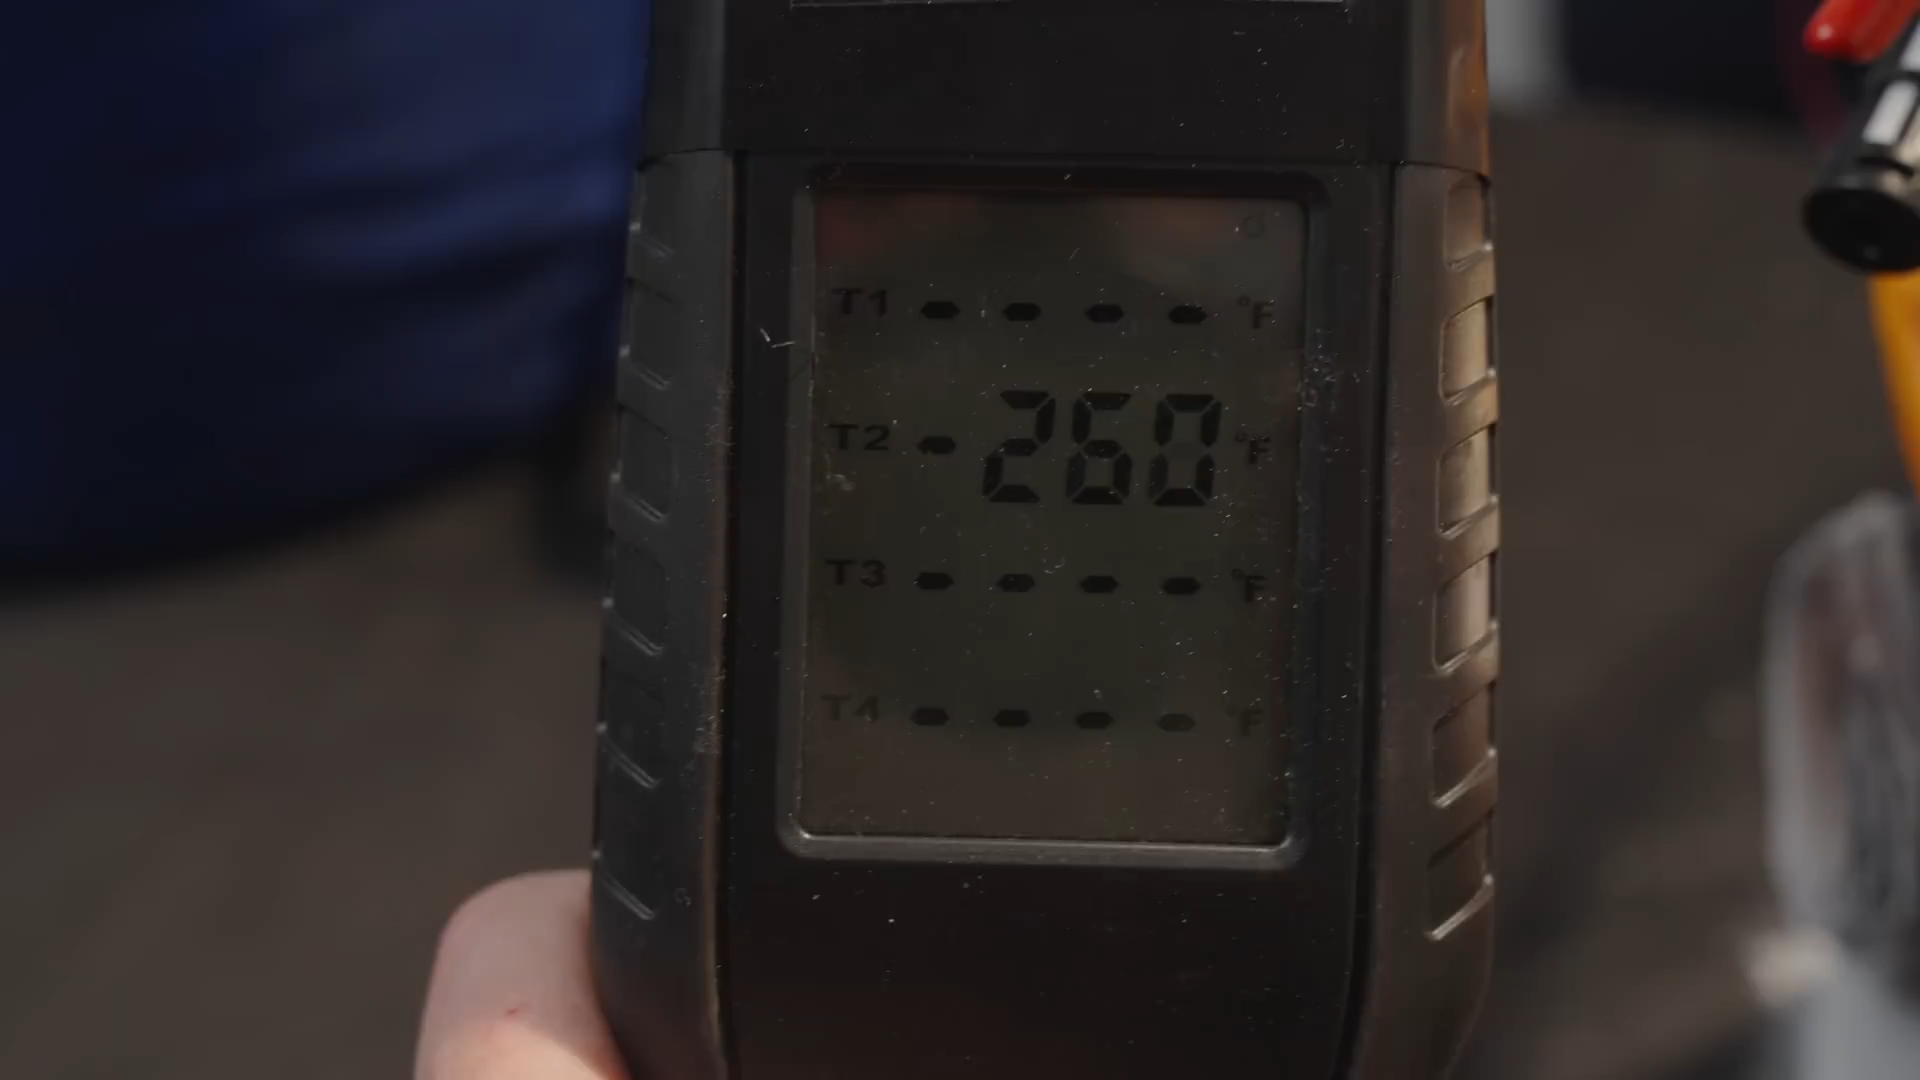 T1 - - - - °F
T2 -260 °F
T3 - - - - °F
T4 - - - - °F